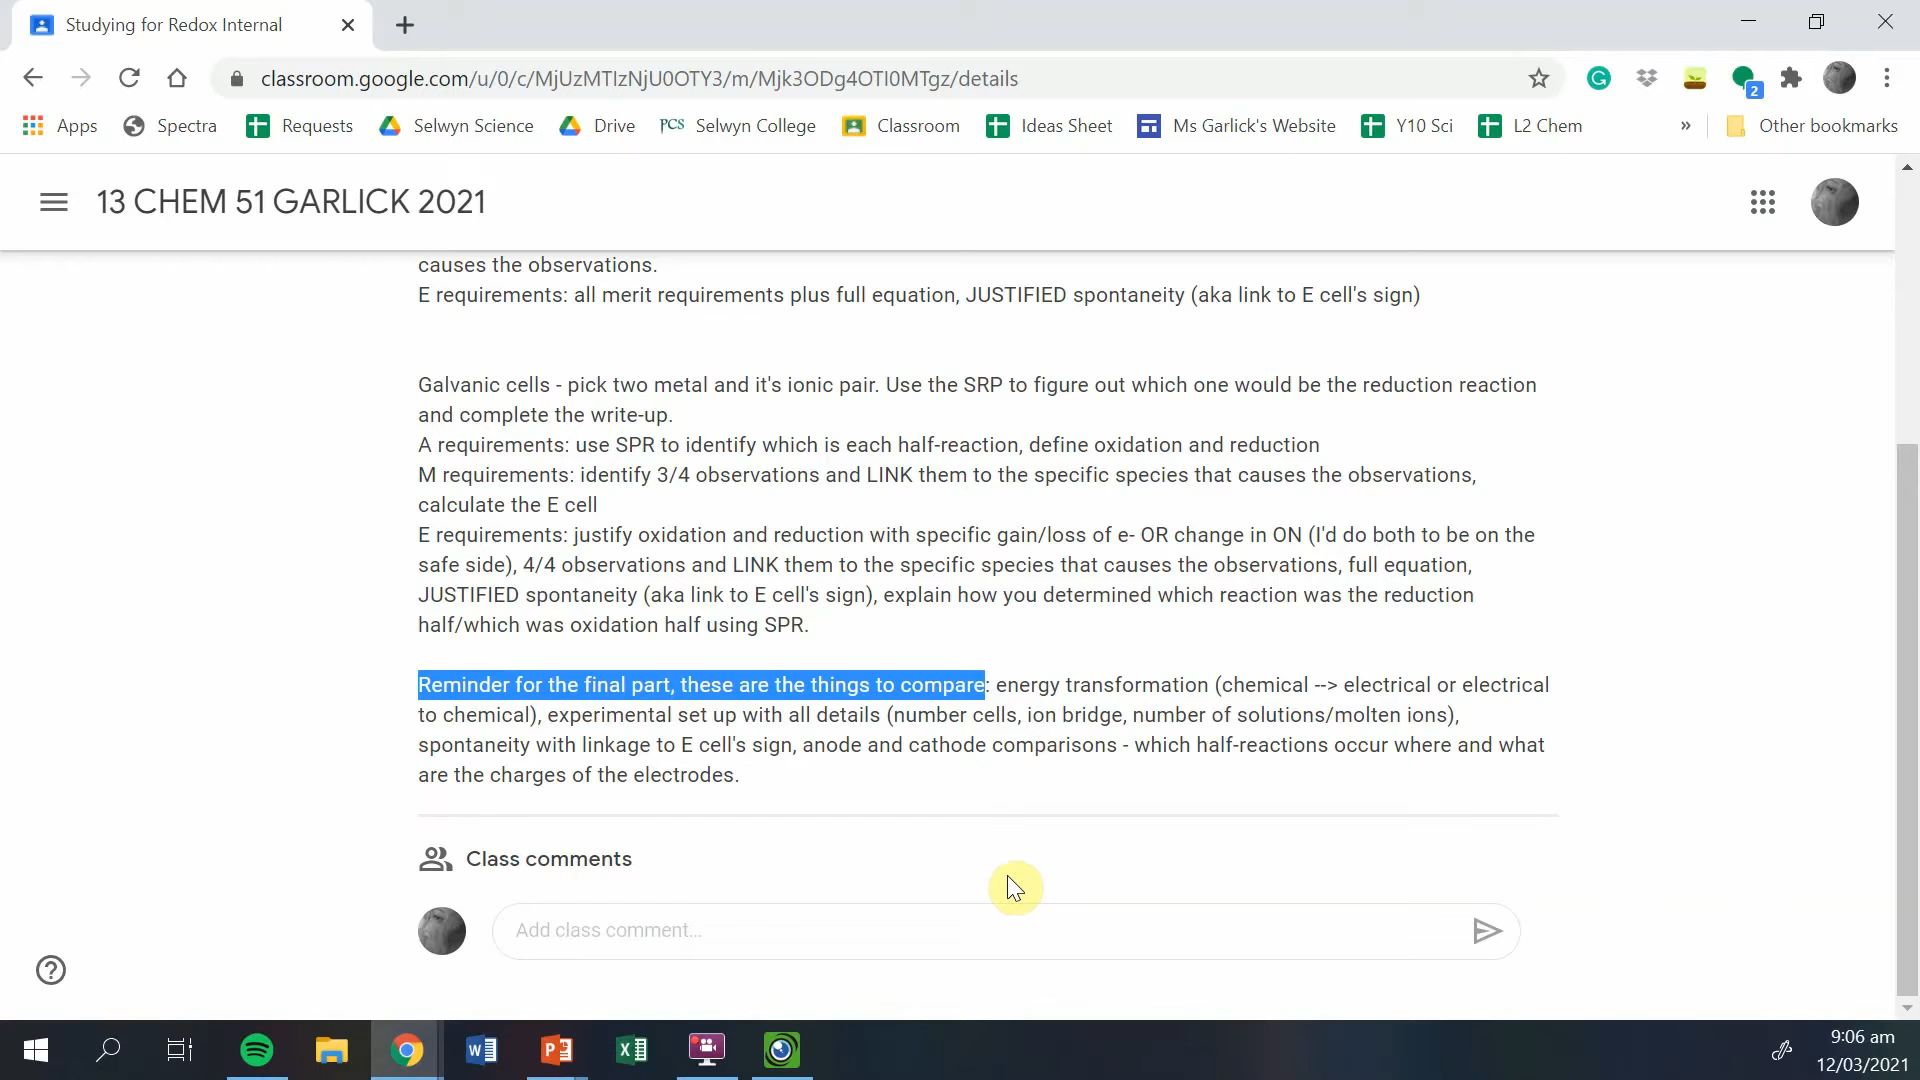 Studying for Redox Internal
classroom.google.com/u/0/c/MjUzMTIzNjU0OTY3/m/Mjk3ODg4OTI0MTgz/details
2
Apps Spectra Requests Selwyn Science Drive PCS Selwyn College Classroom Ideas Sheet Ms Garlick's Website Y10 Sci L2 Chem » Other bookmarks
13 CHEM 51 GARLICK 2021
causes the observations.
E requirements: all merit requirements plus full equation, JUSTIFIED spontaneity (aka link to E cell's sign)
Galvanic cells - pick two metal and it's ionic pair. Use the SRP to figure out which one would be the reduction reaction
and complete the write-up.
A requirements: use SPR to identify which is each half-reaction, define oxidation and reduction
M requirements: identify 3/4 observations and LINK them to the specific species that causes the observations,
calculate the E cell
E requirements: justify oxidation and reduction with specific gain/loss of e- OR change in ON (I'd do both to be on the
safe side), 4/4 observations and LINK them to the specific species that causes the observations, full equation,
JUSTIFIED spontaneity (aka link to E cell's sign), explain how you determined which reaction was the reduction
half/which was oxidation half using SPR.
Reminder for the final part, these are the things to compare: energy transformation (chemical --> electrical or electrical
to chemical), experimental set up with all details (number cells, ion bridge, number of solutions/molten ions),
spontaneity with linkage to E cell's sign, anode and cathode comparisons - which half-reactions occur where and what
are the charges of the electrodes.
Class comments
Add class comment...
9:06 am
12/03/2021